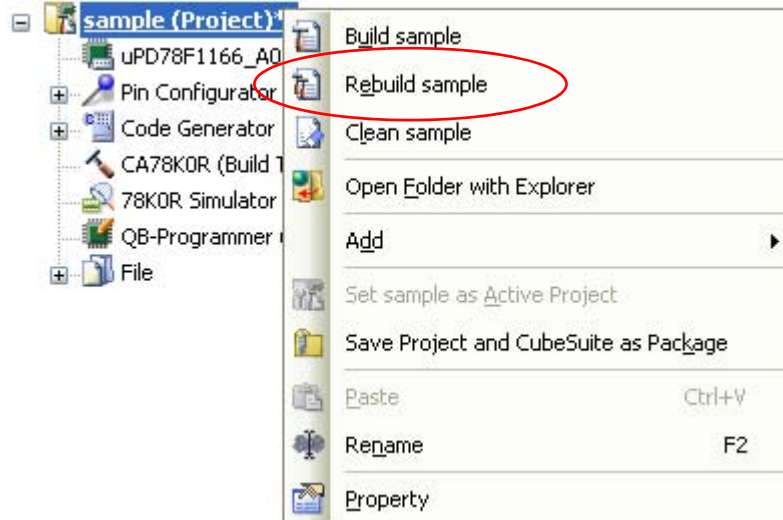 sample (Project)*
uPD78F1166_A0
Pin Configurator
Code Generator
CA78K0R (Build T
78K0R Simulator
QB-Programmer
File
Build sample
Rebuild sample
Clean sample
Open Folder with Explorer
Add
Set sample as Active Project
Save Project and CubeSuite as Package
Paste Ctrl+V
Rename F2
Property